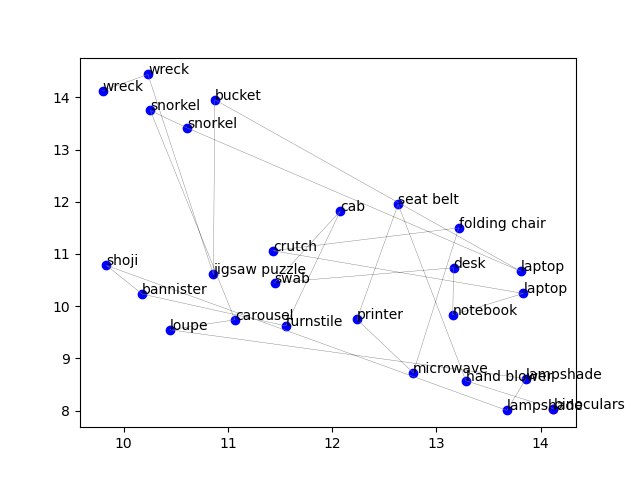 wreck
wreck
14
bucket
snorkel
snorkel
13
12
seat belt
cab
folding chair
11
crutch
shoji
desk
laptop
jigsaw puzzle
swab
laptop
bannister
10
notebook
printer
carousel
turnstile
loupe
9
microwave
lampshade
hand blower
lampshade
binoculars
8
10
11
12
13
14